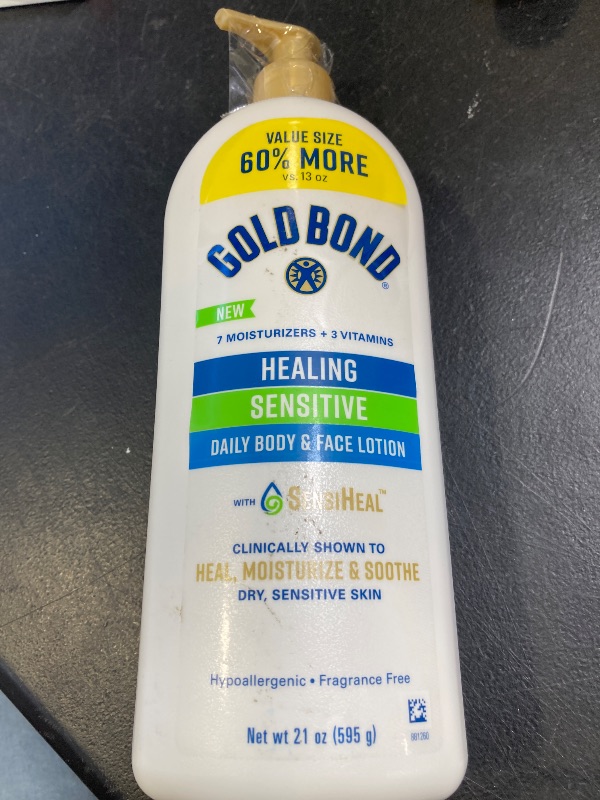 VALUE SIZE
60% MORE
vs. 13 oz
GOLD BOND
®
NEW
7 MOISTURIZERS + 3 VITAMINS
HEALING
SENSITIVE
DAILY BODY & FACE LOTION
WITH SENSIHEAL™
CLINICALLY SHOWN TO
HEAL, MOISTURIZE & SOOTHE
DRY, SENSITIVE SKIN
Hypoallergenic • Fragrance Free
Net wt 21 oz (595 g)